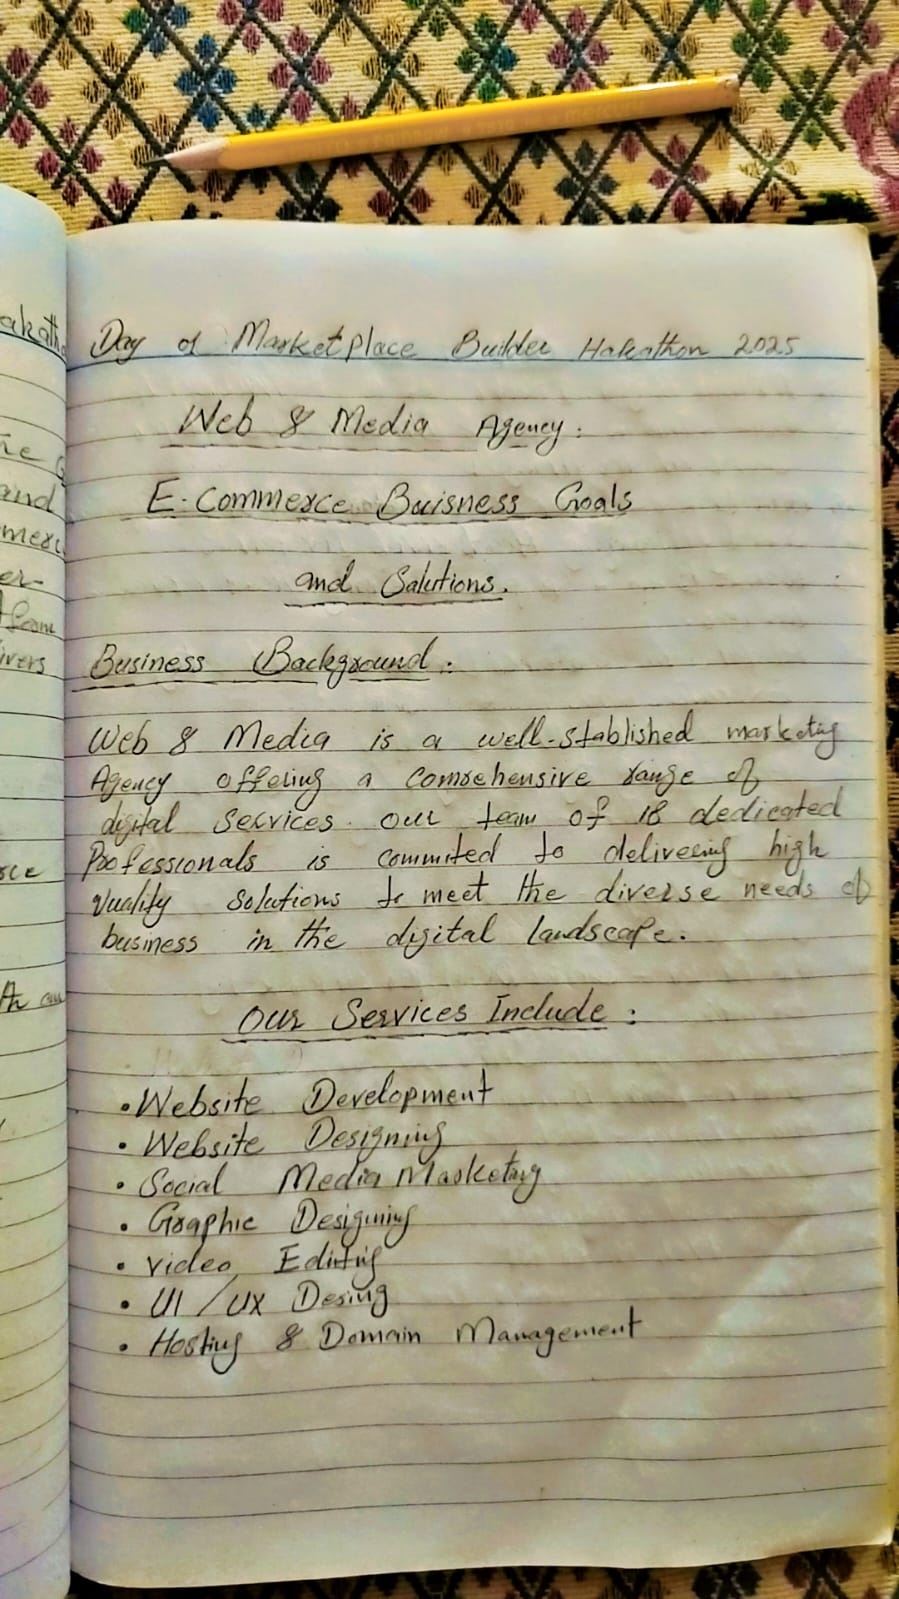 Day of Marketplace Builder Hakathon 2025
Web & Media Agency:
E-Commerce Buisness Goals
and Solutions.
Business Background:
Web & Media is a well-stablished marketing
Agency offering a comrehensive range of
digital Services. our team of 18 dedicated
Professionals is commited to delivering high
quality solutions to meet the diverse needs of
business in the digital landscape.
Our Services Include:
• Website Development
• Website Designing
• Social Media Marketing
• Graphic Designing
• Video Editing
• UI / UX Desing
• Hosting & Domain Management
and